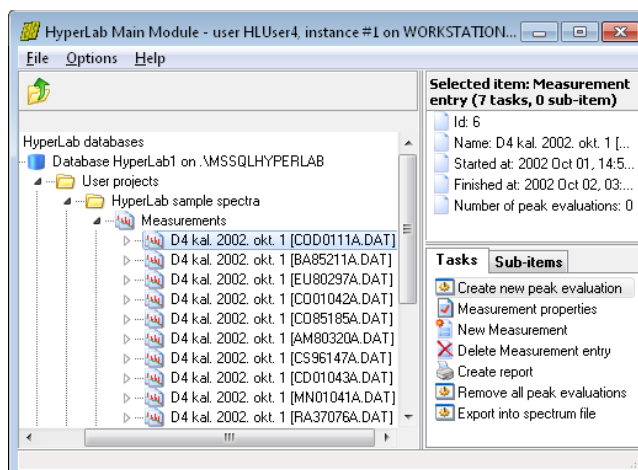 HyperLab Main Module - user HLUser4, instance #1 on WORKSTATION...
File Options Help
HyperLab databases
Database HyperLab1 on .\MSSQLHYPERLAB
User projects
HyperLab sample spectra
Measurements
D4 kal. 2002. okt. 1 [COD0111A.DAT]
D4 kal. 2002. okt. 1 [BA85211A.DAT]
D4 kal. 2002. okt. 1 [EU80297A.DAT]
D4 kal. 2002. okt. 1 [CO01042A.DAT]
D4 kal. 2002. okt. 1 [CO85185A.DAT]
D4 kal. 2002. okt. 1 [AM80320A.DAT]
D4 kal. 2002. okt. 1 [CS96147A.DAT]
D4 kal. 2002. okt. 1 [CD01043A.DAT]
D4 kal. 2002. okt. 1 [MN01041A.DAT]
D4 kal. 2002. okt. 1 [RA37076A.DAT]
Selected item: Measurement
entry (7 tasks, 0 sub-item)
Id: 6
Name: D4 kal. 2002. okt. 1 [...
Started at: 2002 Oct 01, 14:5...
Finished at: 2002 Oct 02, 03:...
Number of peak evaluations: 0
Tasks Sub-items
Create new peak evaluation
Measurement properties
New Measurement
Delete Measurement entry
Create report
Remove all peak evaluations
Export into spectrum file